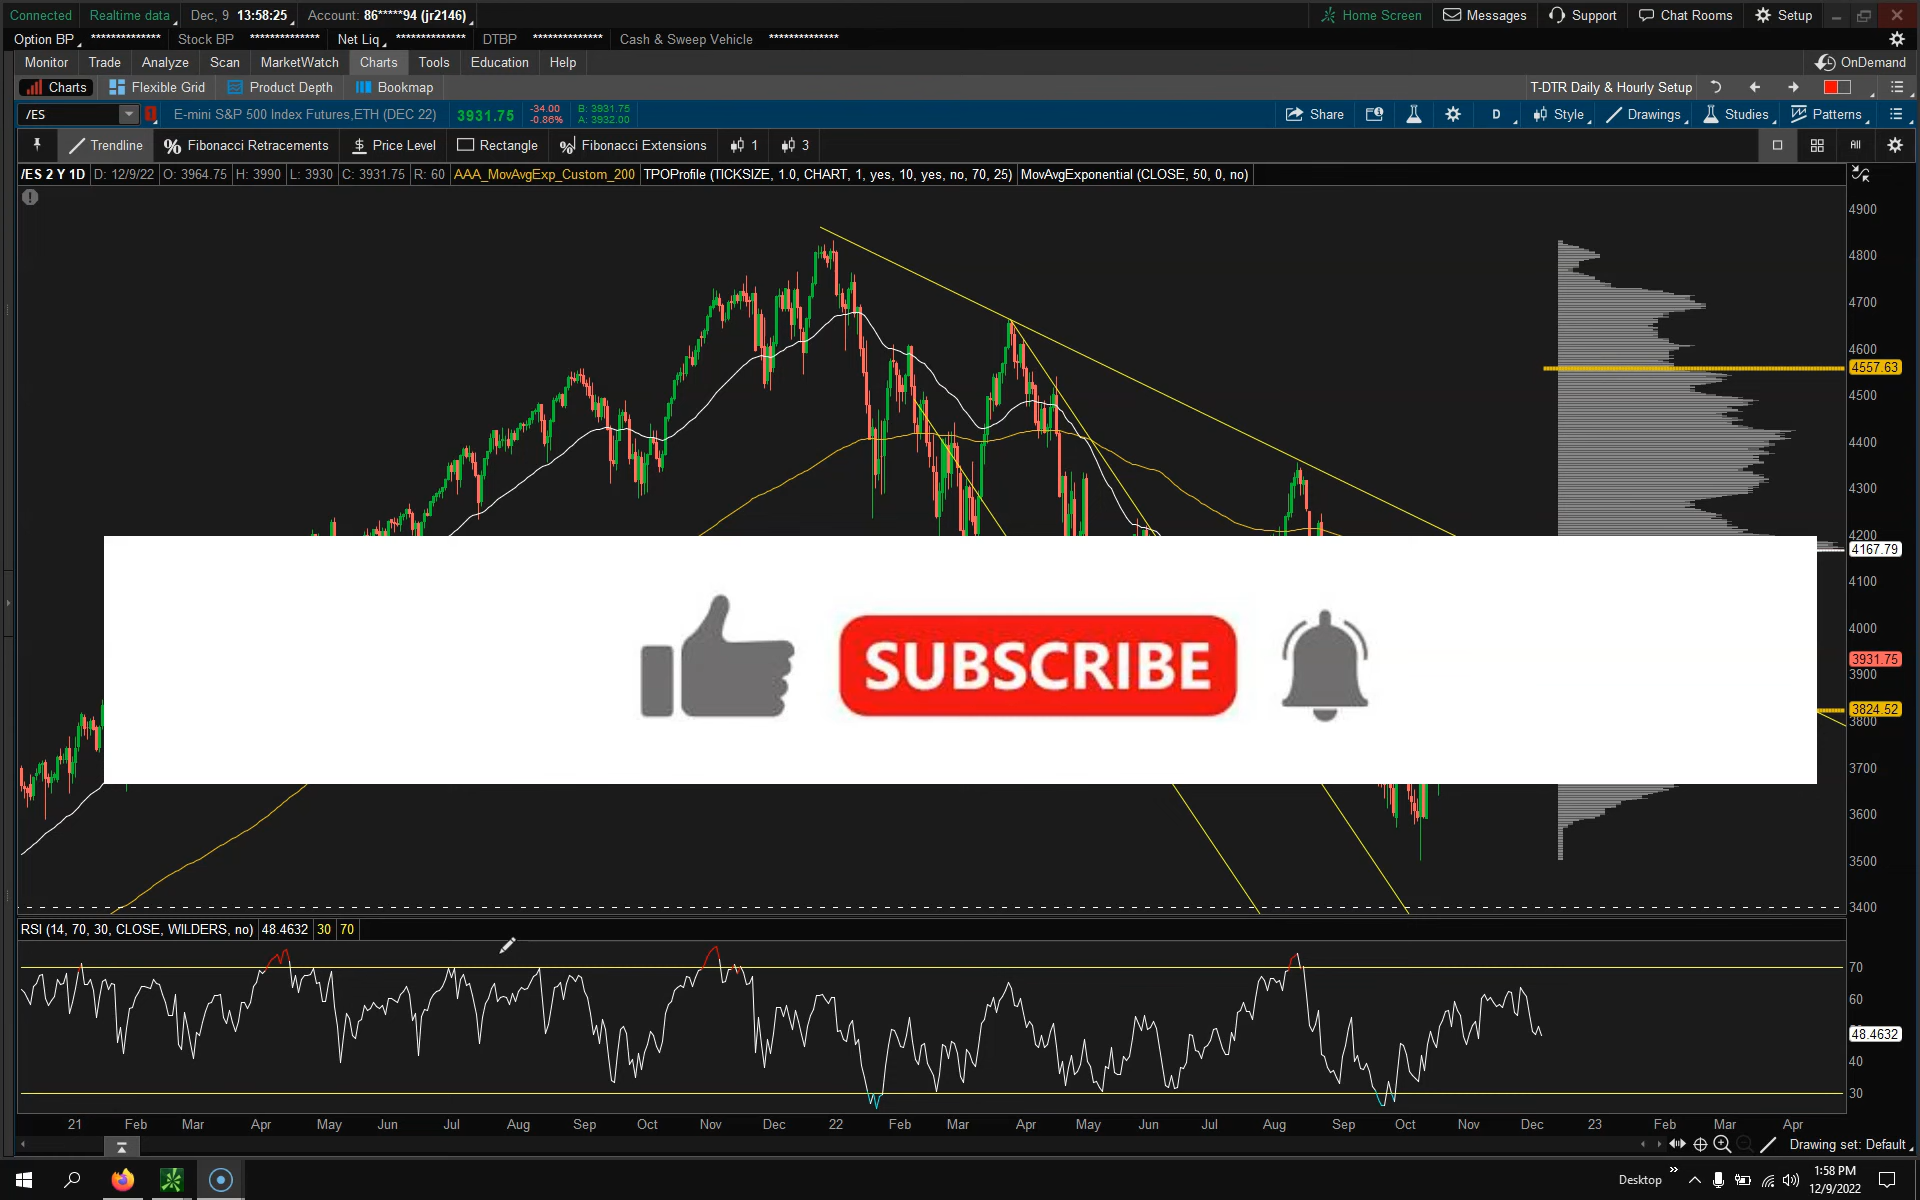 Connected Realtime data Dec, 9 13:58:25 Account: 86*****94 (jr2146) Home Screen Messages Support Chat Rooms Setup
Option BP ************** Stock BP ************** Net Liq ************** DTBP ************** Cash & Sweep Vehicle **************
Monitor Trade Analyze Scan MarketWatch Charts Tools Education Help OnDemand
Charts Flexible Grid Product Depth Bookmap T-DTR Daily & Hourly Setup
/ES 1 E-mini S&P 500 Index Futures,ETH (DEC 22) 3931.75 -34.00 B: 3931.75 Share D Style Drawings Studies Patterns
-0.86% A: 3932.00
Trendline Fibonacci Retracements Price Level Rectangle Fibonacci Extensions 1 3 All
/ES 2 Y 1D D: 12/9/22 O: 3964.75 H: 3990 L: 3930 C: 3931.75 R: 60 AAA_MovAvgExp_Custom_200 TPOProfile (TICKSIZE, 1.0, CHART, 1, yes, 10, yes, no, 70, 25) MovAvgExponential (CLOSE, 50, 0, no)
4900
4800
4700
4600
4557.63
4500
4400
4300
4200
4167.79
4100
4000
SUBSCRIBE
3931.75
3900
3824.52
3800
3700
3600
3500
3400
RSI (14, 70, 30, CLOSE, WILDERS, no) 48.4632 30 70
70
60
48.4632
40
30
21 Feb Mar Apr May Jun Jul Aug Sep Oct Nov Dec 22 Feb Mar Apr May Jun Jul Aug Sep Oct Nov Dec 23 Feb Mar Apr
Drawing set: Default
Desktop 1:58 PM
12/9/2022